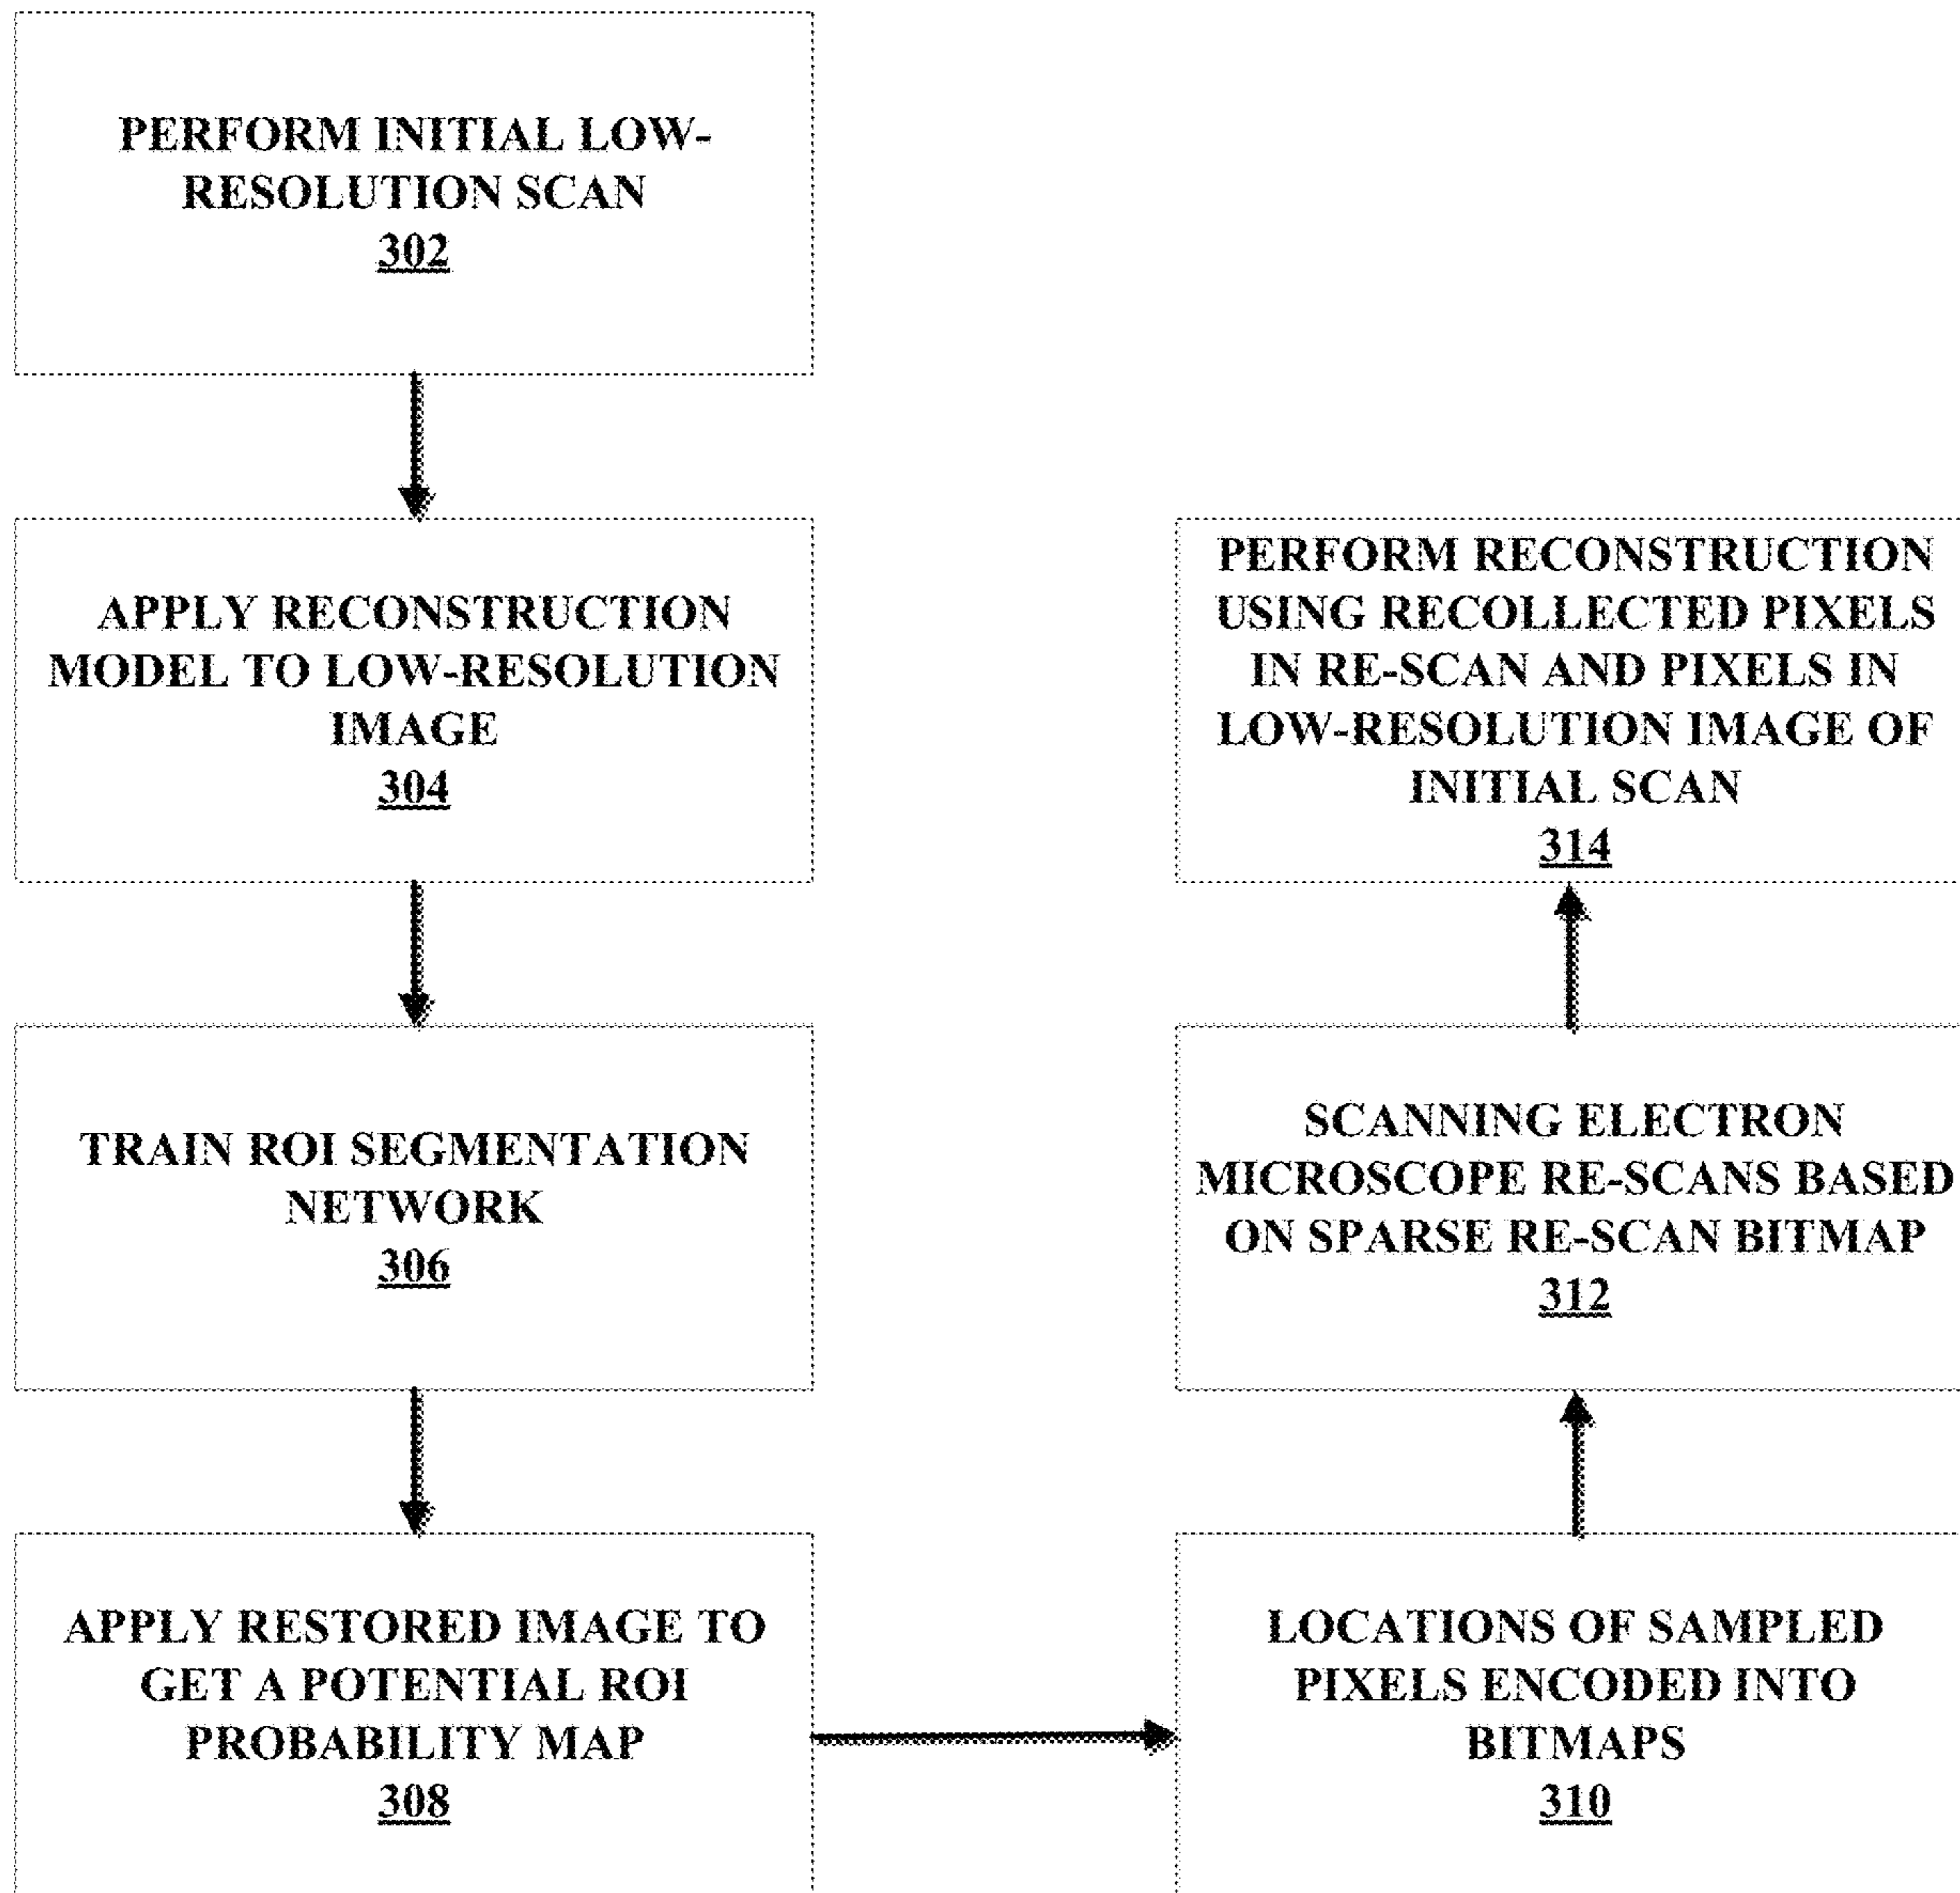 PERFORM INITIAL LOW-
RESOLUTION SCAN
302
APPLY RECONSTRUCTION
MODEL TO LOW-RESOLUTION
IMAGE
304
TRAIN ROI SEGMENTATION
NETWORK
306
APPLY RESTORED IMAGE TO
GET A POTENTIAL ROI
PROBABILITY MAP
308
LOCATIONS OF SAMPLED
PIXELS ENCODED INTO
BITMAPS
310
SCANNING ELECTRON
MICROSCOPE RE-SCANS BASED
ON SPARSE RE-SCAN BITMAP
312
PERFORM RECONSTRUCTION
USING RECOLLECTED PIXELS
IN RE-SCAN AND PIXELS IN
LOW-RESOLUTION IMAGE OF
INITIAL SCAN
314